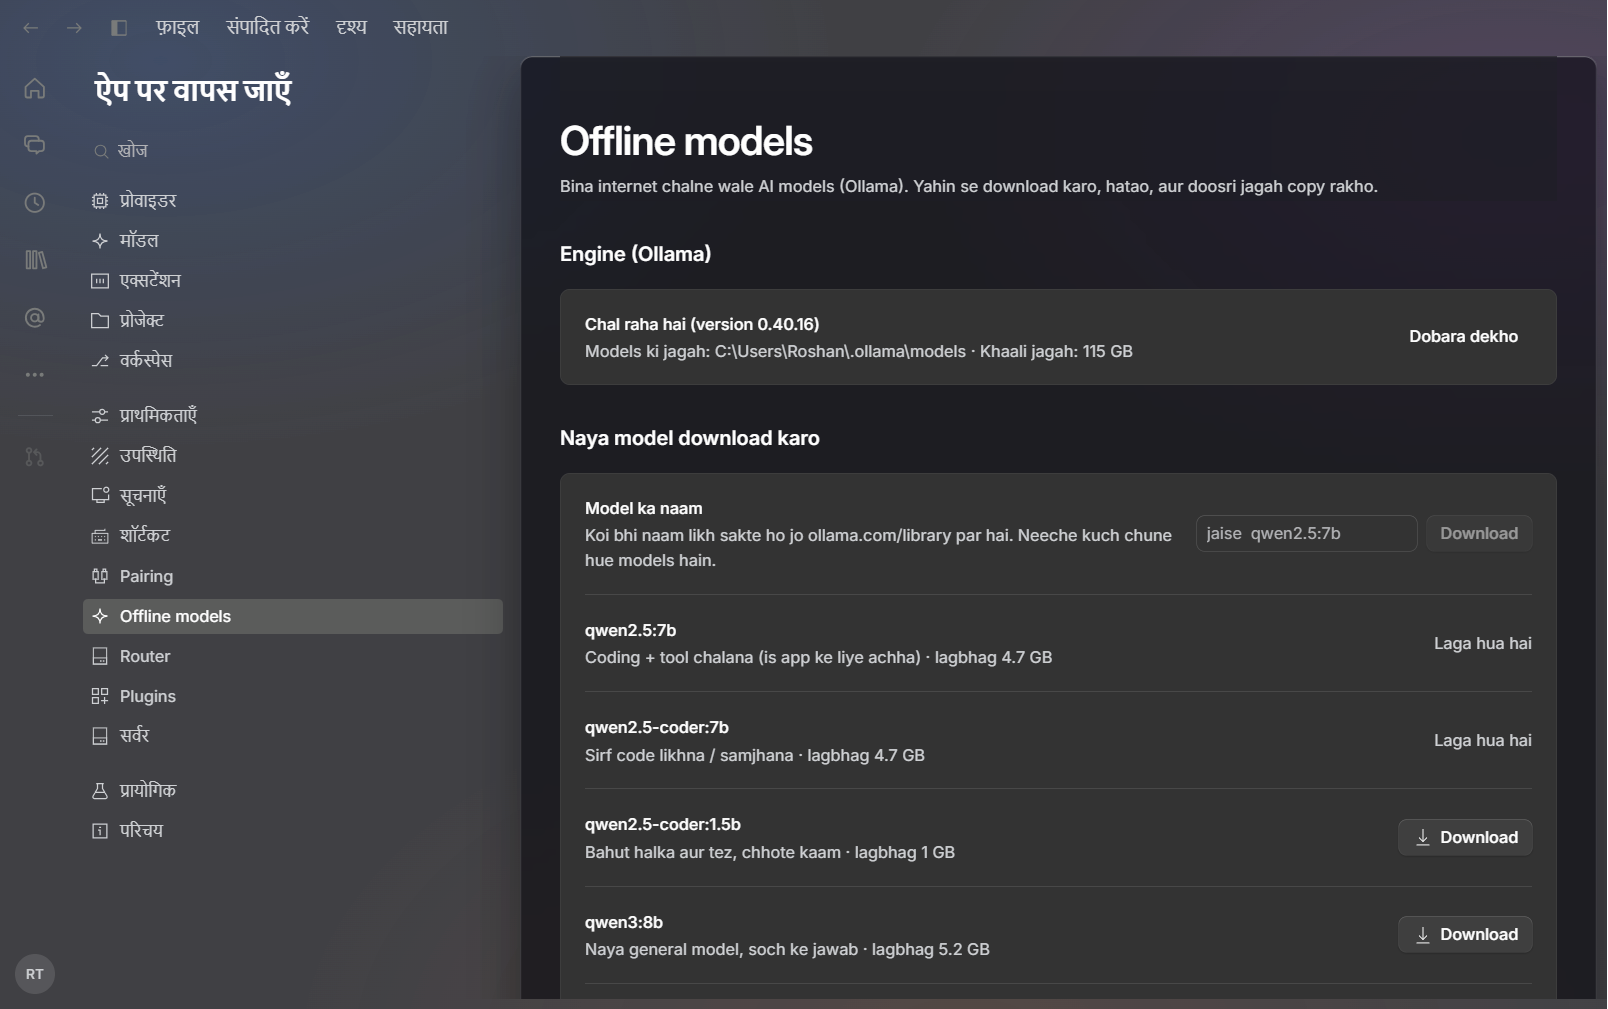 फ़ाइल संपादित करें दृश्य सहायता
ऐप पर वापस जाएँ
खोज
प्रोवाइडर
मॉडल
एक्सटेंशन
प्रोजेक्ट
वर्कस्पेस
प्राथमिकताएँ
उपस्थिति
सूचनाएँ
शॉर्टकट
Pairing
Offline models
Router
Plugins
सर्वर
प्रायोगिक
परिचय
RT
Offline models
Bina internet chalne wale AI models (Ollama). Yahin se download karo, hatao, aur doosri jagah copy rakho.
Engine (Ollama)
Chal raha hai (version 0.40.16)
Models ki jagah: C:\Users\Roshan\.ollama\models · Khaali jagah: 115 GB
Dobara dekho
Naya model download karo
Model ka naam
Koi bhi naam likh sakte ho jo ollama.com/library par hai. Neeche kuch chune
hue models hain.
jaise qwen2.5:7b
Download
qwen2.5:7b
Coding + tool chalana (is app ke liye achha) · lagbhag 4.7 GB
Laga hua hai
qwen2.5-coder:7b
Sirf code likhna / samjhana · lagbhag 4.7 GB
Laga hua hai
qwen2.5-coder:1.5b
Bahut halka aur tez, chhote kaam · lagbhag 1 GB
Download
qwen3:8b
Naya general model, soch ke jawab · lagbhag 5.2 GB
Download